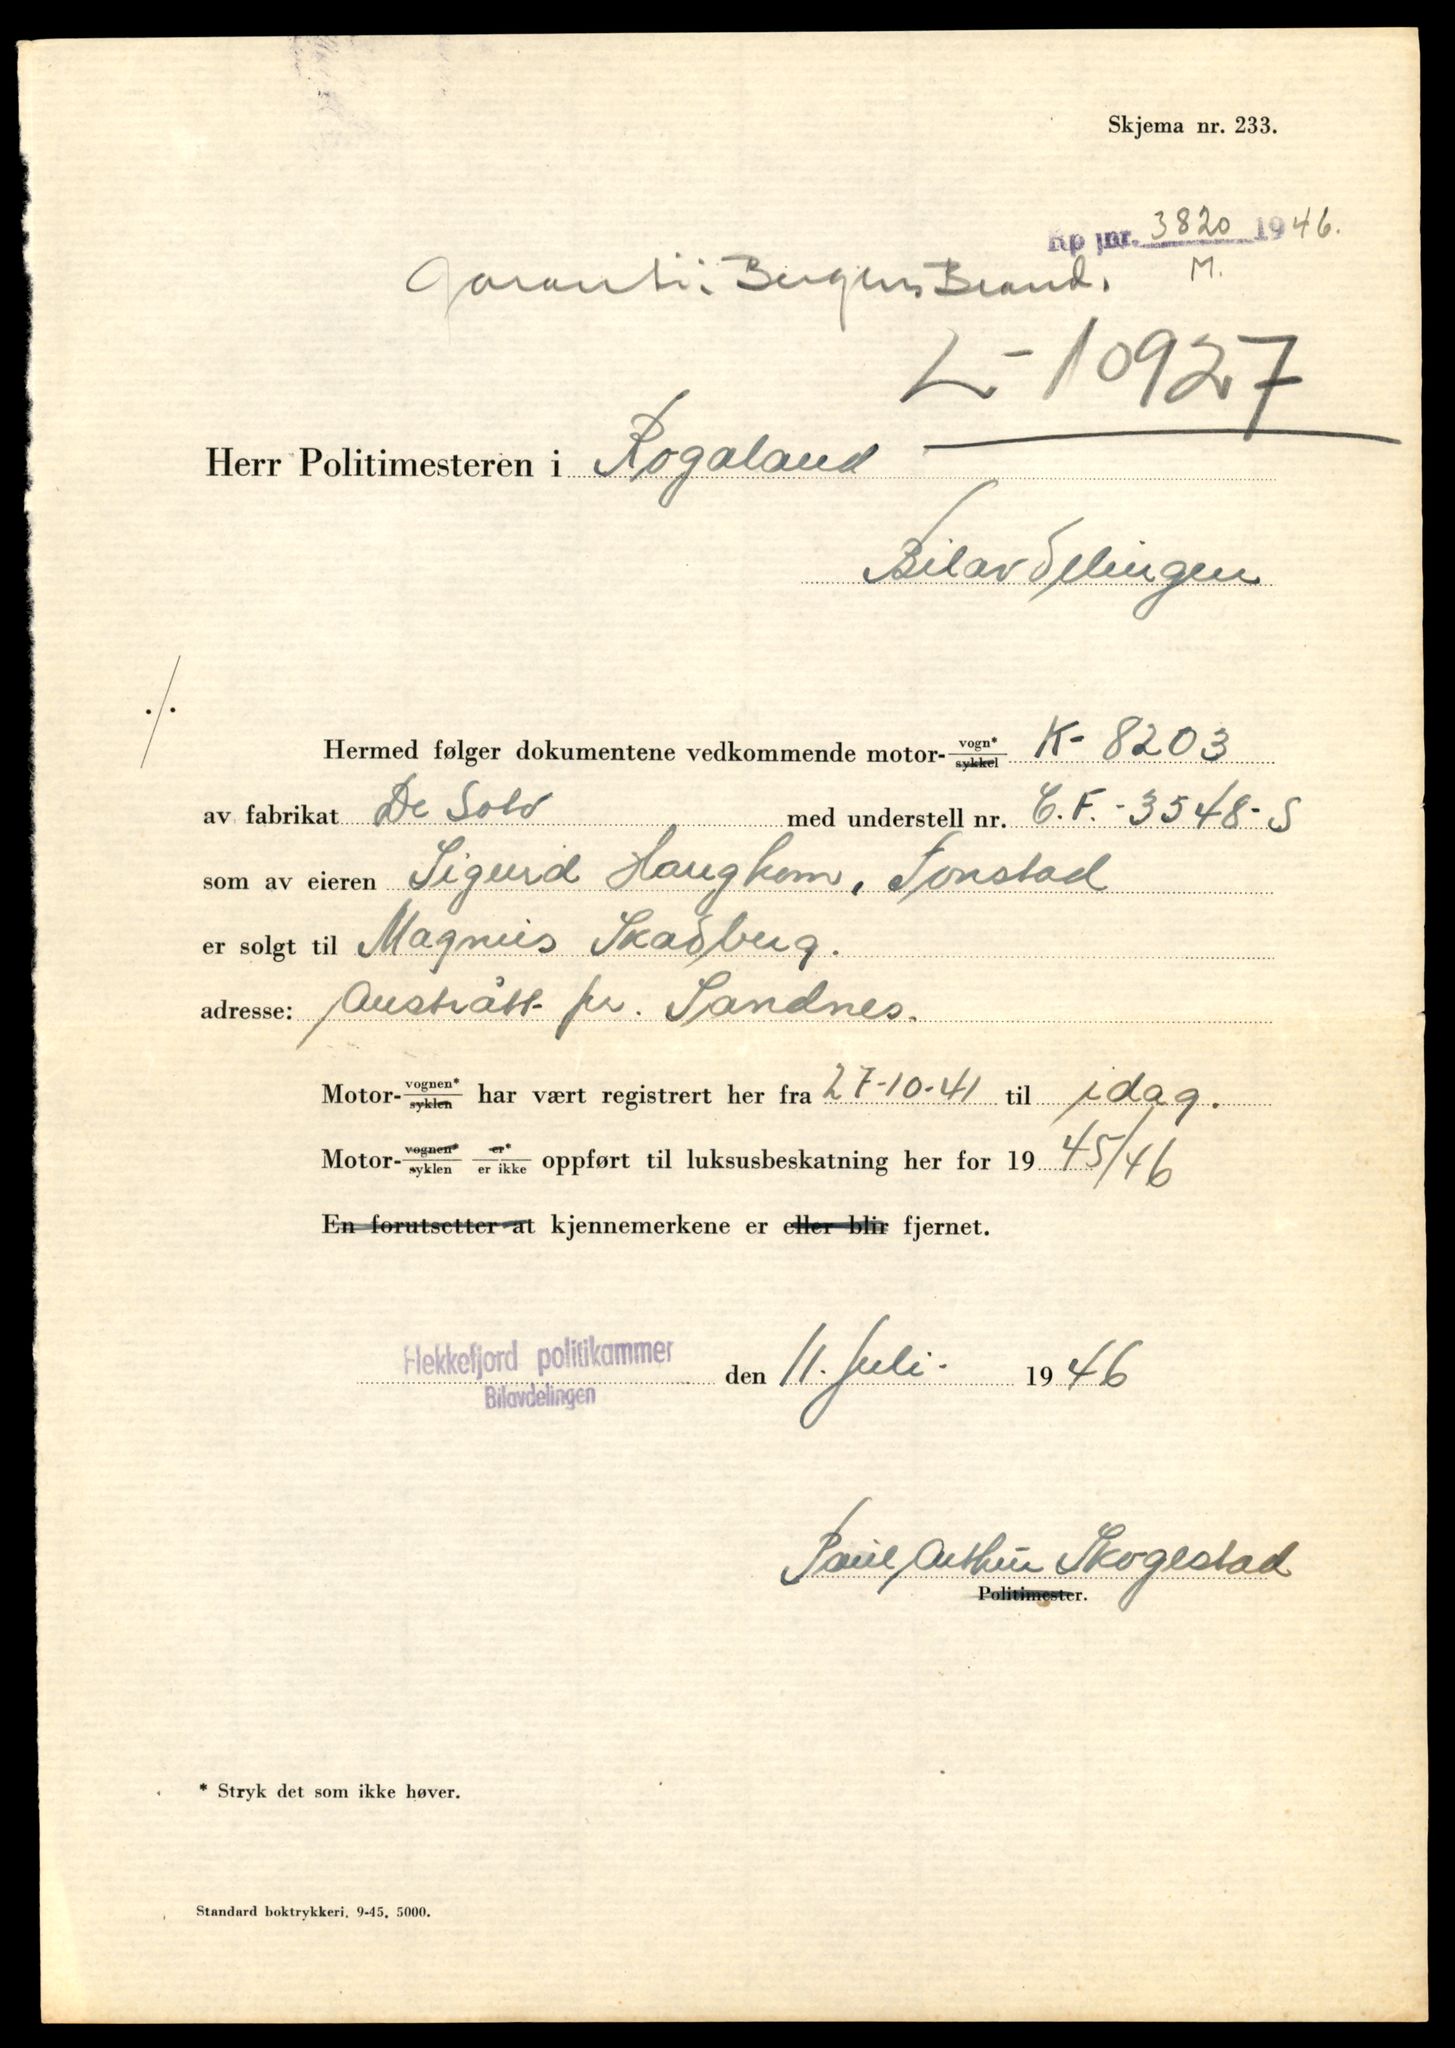 Skjema nr. 233.
Rp jnr. 3820 1946.
M.
Garanti: Bergens Brand.
L-10927
Herr Politimesteren i Rogaland
Bilavdelingen
./.
Hermed følger dokumentene vedkommende motor-vogn*/sykkel K-8203
av fabrikat De Soto med understell nr. C.F.-3548-S
som av eieren Sigurd Haughom, Tonstad
er solgt til Magnus Skadberg.
adresse: Austrått pr. Sandnes.
Motor-vognen*/syklen har vært registrert her fra 27-10-41 til idag.
Motor-vognen*/syklen er*/er ikke oppført til luksusbeskatning her for 1945/46
En forutsetter at kjennemerkene er eller blir fjernet.
Flekkefjord politikammer den 11. juli. 1946
Bilavdelingen
Paul Arthur Skogestad
Politimester.
* Stryk det som ikke høver.
Standard boktrykkeri. 9-45. 5000.